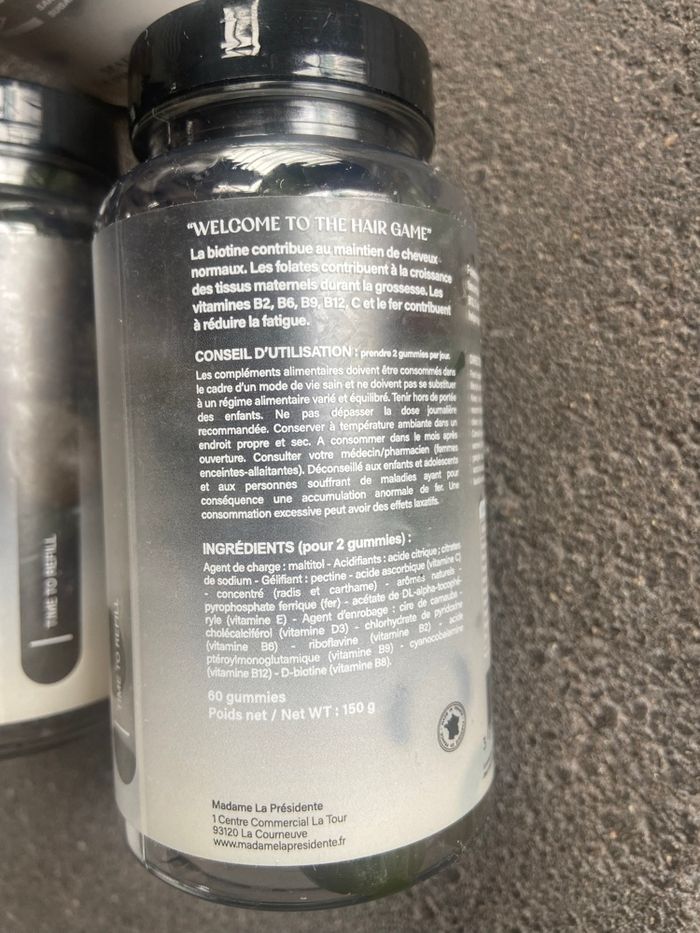 "WELCOME TO THE HAIR GAME"
La biotine contribue au maintien de cheveux
normaux. Les folates contribuent à la croissance
des tissus maternels durant la grossesse. Les
vitamines B2, B6, B9, B12, C et le fer contribuent
à réduire la fatigue.
CONSEIL D'UTILISATION : prendre 2 gummies par jour.
Les compléments alimentaires doivent être consommés dans
le cadre d'un mode de vie sain et ne doivent pas se substituer
à un régime alimentaire varié et équilibré. Tenir hors de portée
des enfants. Ne pas dépasser la dose journalière
recommandée. Conserver à température ambiante dans un
endroit propre et sec. A consommer dans le mois après
ouverture. Consulter votre médecin/pharmacien (femmes
enceintes-allaitantes). Déconseillé aux enfants et adolescents
et aux personnes souffrant de maladies ayant pour
conséquence une accumulation anormale de fer. Une
consommation excessive peut avoir des effets laxatifs.
INGRÉDIENTS (pour 2 gummies) :
Agent de charge : maltitol - Acidifiants : acide citrique ; citrates
de sodium - Gélifiant : pectine - acide ascorbique (vitamine C)
- concentré (radis et carthame) - arômes naturels -
pyrophosphate ferrique (fer) - acétate de DL-alpha-tocophé-
ryle (vitamine E) - Agent d'enrobage : cire de carnauba -
cholécalciférol (vitamine D3) - chlorhydrate de pyridoxine
(vitamine B6) - riboflavine (vitamine B2) - acide
ptéroylmonoglutamique (vitamine B9) - cyanocobalamine
(vitamine B12) - D-biotine (vitamine B8).
60 gummies
Poids net / Net WT : 150 g
Madame La Présidente
1 Centre Commercial La Tour
93120 La Courneuve
www.madamelapresidente.fr
TIME TO REFILL
TIME TO REFILL